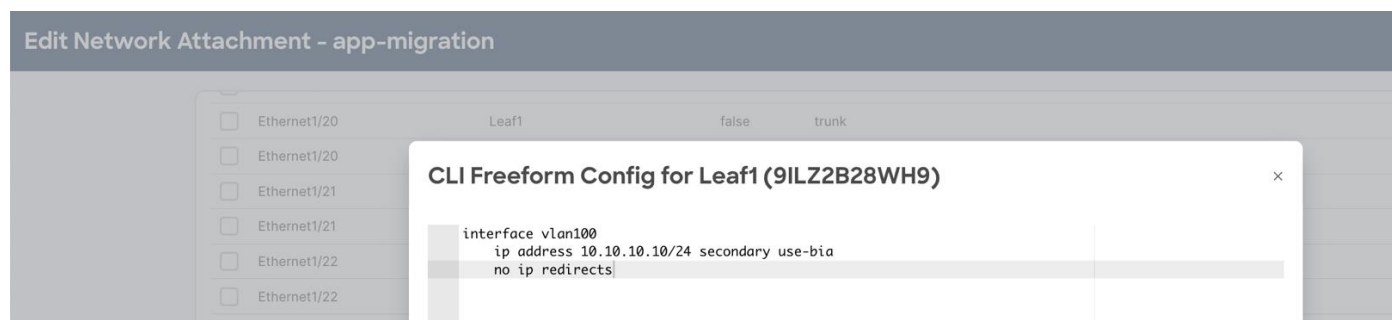 Edit Network Attachment - app-migration
Ethernet1/20 Leaf1 false trunk
Ethernet1/20
CLI Freeform Config for Leaf1 (9ILZ2B28WH9) ×
Ethernet1/21
Ethernet1/21
interface vlan100
ip address 10.10.10.10/24 secondary use-bia
Ethernet1/22
no ip redirects
Ethernet1/22